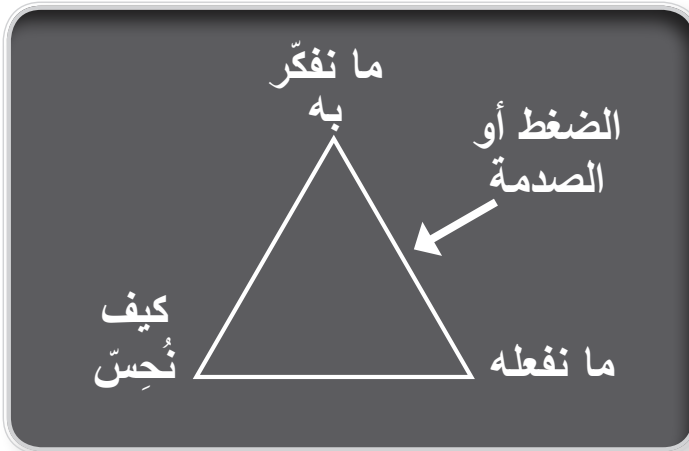 ما نفكّر
به
الضغط أو
الصدمة
كيف
نُحِسّ
ما نفعله